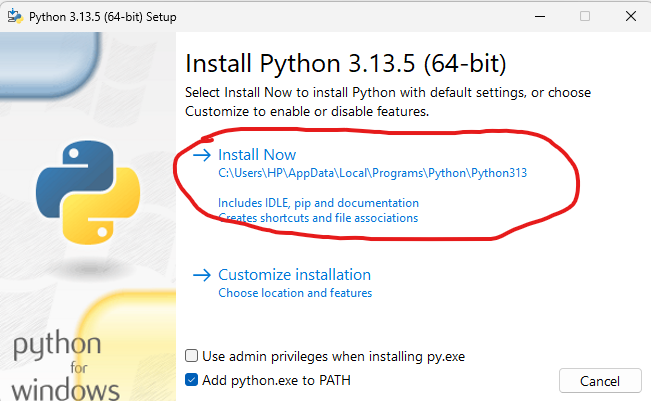 Python 3.13.5 (64-bit) Setup
Install Python 3.13.5 (64-bit)
Select Install Now to install Python with default settings, or choose
Customize to enable or disable features.
Install Now
C:\Users\HP\AppData\Local\Programs\Python\Python313
Includes IDLE, pip and documentation
Creates shortcuts and file associations
Customize installation
Choose location and features
python
for
windows
Use admin privileges when installing py.exe
Add python.exe to PATH
Cancel